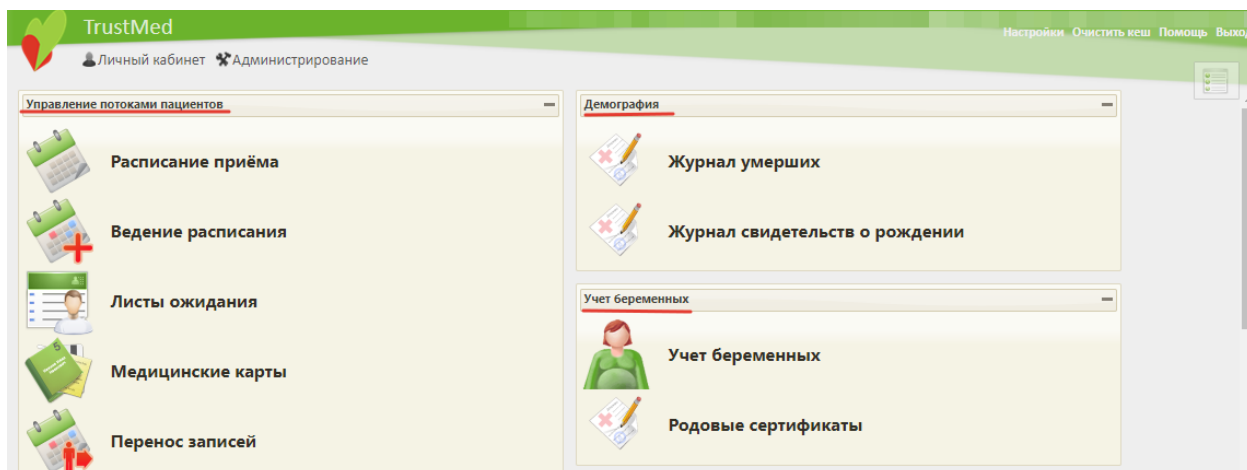 TrustMed
Настройки Очистить кеш Помощь Выход
Личный кабинет Администрирование
Управление потоками пациентов
Расписание приёма
Ведение расписания
Листы ожидания
Медицинские карты
Перенос записей
Демография
Журнал умерших
Журнал свидетельств о рождении
Учет беременных
Учет беременных
Родовые сертификаты